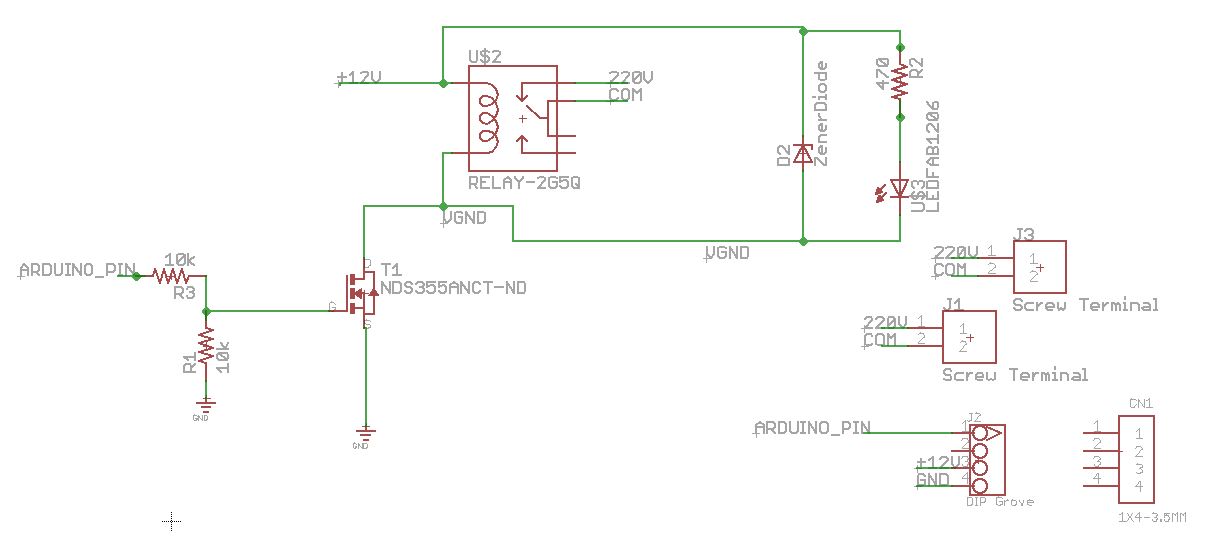 U$2
+12V
220V
COM
RELAY-2G5Q
VGND
D2
ZenerDiode
470
R2
U$3
LEDFAB1206
VGND
ARDUINO_PIN
10k
R3
R1
10k
GND
D
G
S
T1
NDS355ANCT-ND
GND
J3
220V 1 1
COM 2 2
Screw Terminal
J1
220V 1 1
COM 2 2
Screw Terminal
J2
ARDUINO_PIN 1
2
+12V 3
GND 4
DIP Grove
CN1
1 1
2 2
3 3
4 4
1X4-3.5MM